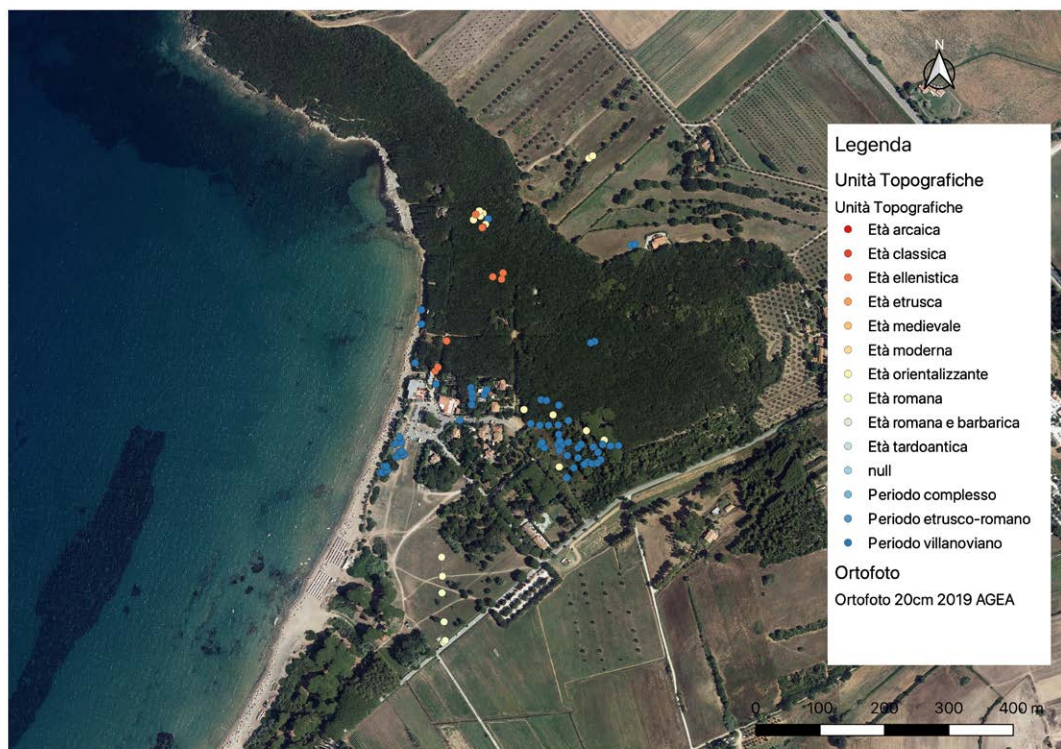 N
Legenda
Unità Topografiche
Unità Topografiche
Età arcaica
Età classica
Età ellenistica
Età etrusca
Età medievale
Età moderna
Età orientalizzante
Età romana
Età romana e barbarica
Età tardoantica
null
Periodo complesso
Periodo etrusco-romano
Periodo villanoviano
Ortofoto
Ortofoto 20cm 2019 AGEA
0 100 200 300 400 m